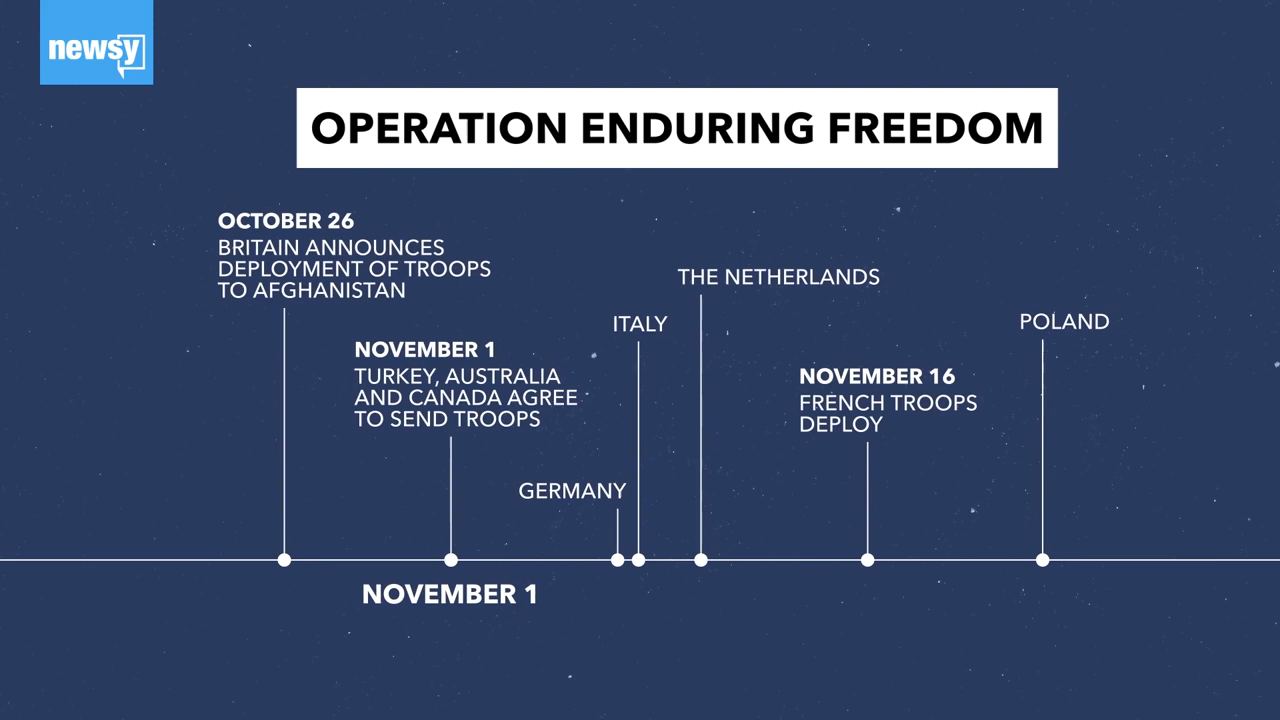 newsy
OPERATION ENDURING FREEDOM
OCTOBER 26
BRITAIN ANNOUNCES
DEPLOYMENT OF TROOPS
TO AFGHANISTAN
NOVEMBER 1
TURKEY, AUSTRALIA
AND CANADA AGREE
TO SEND TROOPS
GERMANY
ITALY
THE NETHERLANDS
NOVEMBER 16
FRENCH TROOPS
DEPLOY
POLAND
NOVEMBER 1